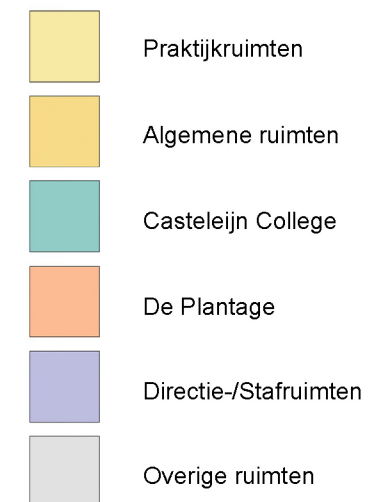 Praktijkruimten
Algemene ruimten
Casteleijn College
De Plantage
Directie-/Stafruimten
Overige ruimten